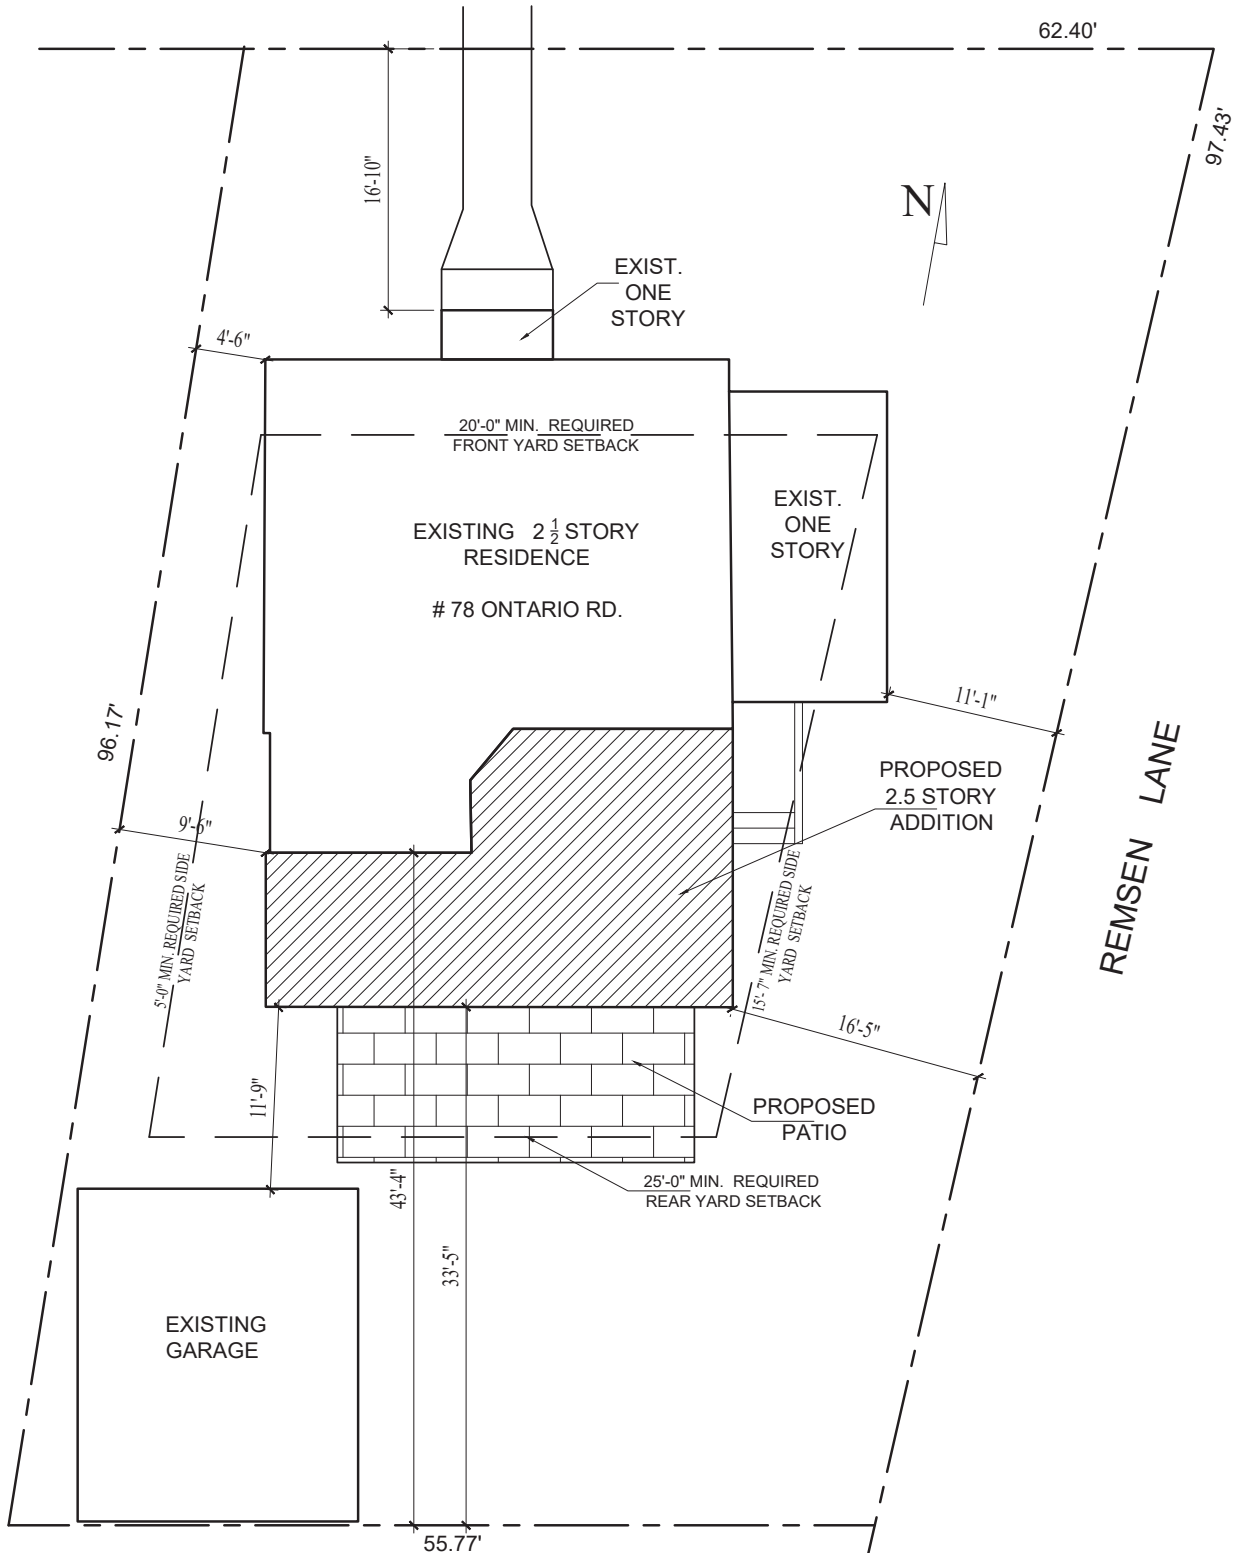 62.40'
97.43'
16'-10"
N
EXIST.
ONE
STORY
4'-6"
20'-0" MIN. REQUIRED
FRONT YARD SETBACK
EXISTING 2 1/2 STORY
RESIDENCE
# 78 ONTARIO RD.
EXIST.
ONE
STORY
11'-1"
96.17'
REMSEN LANE
PROPOSED
2.5 STORY
ADDITION
9'-6"
5'-0" MIN. REQUIRED SIDE
YARD SETBACK
15'- 7" MIN. REQUIRED SIDE
YARD SETBACK
16'-5"
11'-9"
PROPOSED
PATIO
25'-0" MIN. REQUIRED
REAR YARD SETBACK
43'-4"
33'-5"
EXISTING
GARAGE
55.77'